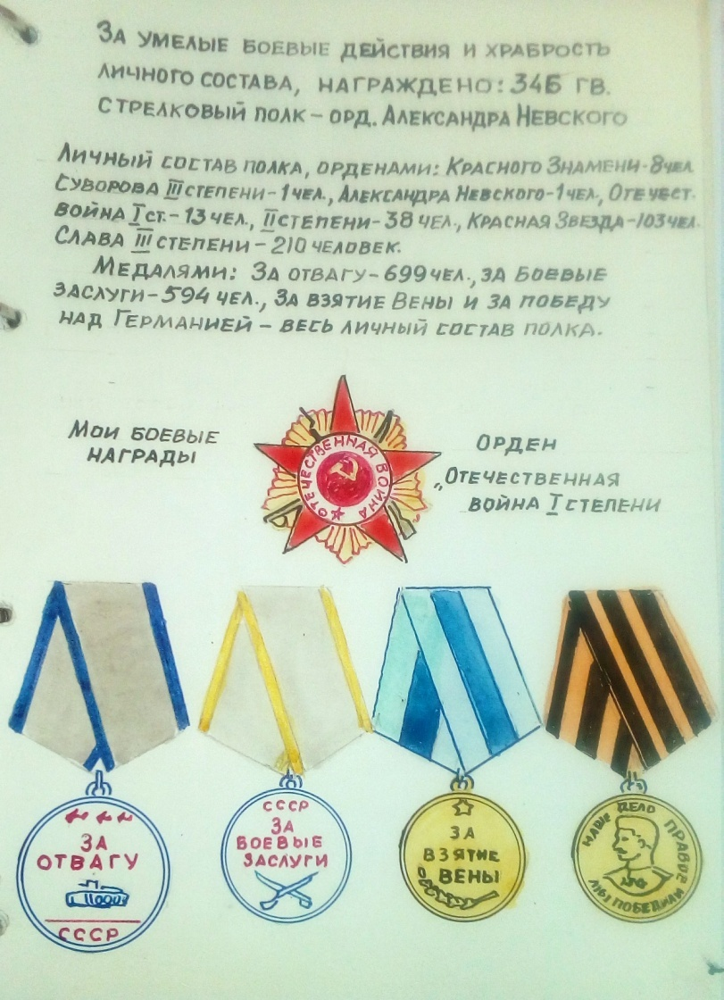 За умелые боевые действия и храбрость
личного состава, награждено: 346 гв.
стрелковый полк – орд. Александра Невского
Личный состав полка, орденами: Красного Знамени-8чел
Суворова III степени-1чел., Александра Невского-1чел., Отечест.
война I ст.-13 чел., II степени-38 чел., Красная Звезда-103чел.
Слава III степени-210 человек.
Медалями: За отвагу-699чел., за боевые
заслуги-594 чел., За взятие Вены и за победу
над Германией – весь личный состав полка.
Мои боевые
награды
ОТЕЧЕСТВЕННАЯ ВОЙНА
Орден
„Отечественная
война I степени
ЗА
ОТВАГУ
СССР
СССР
ЗА
БОЕВЫЕ
ЗАСЛУГИ
ЗА
ВЗЯТИЕ
ВЕНЫ
НАШЕ ДЕЛО ПРАВОЕ
МЫ ПОБЕДИЛИ